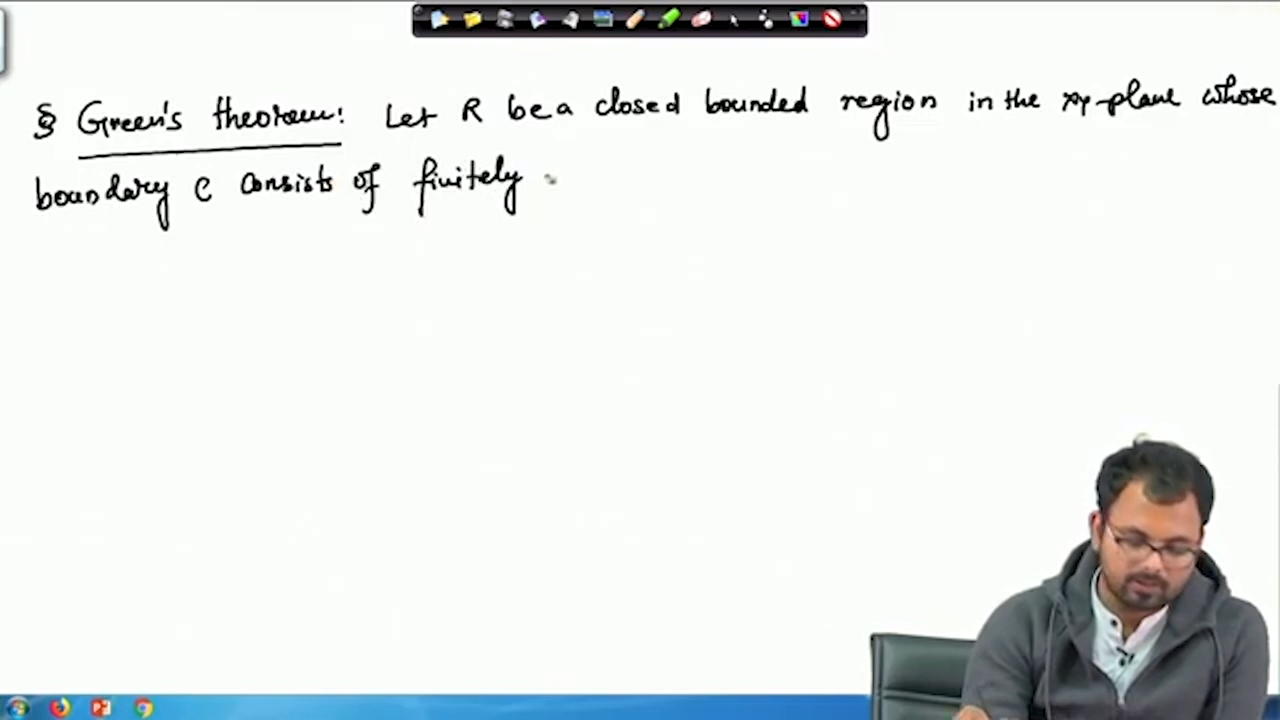 § Green's theorem: Let R be a closed bounded region in the xy-plane whose
boundary C consists of finitely